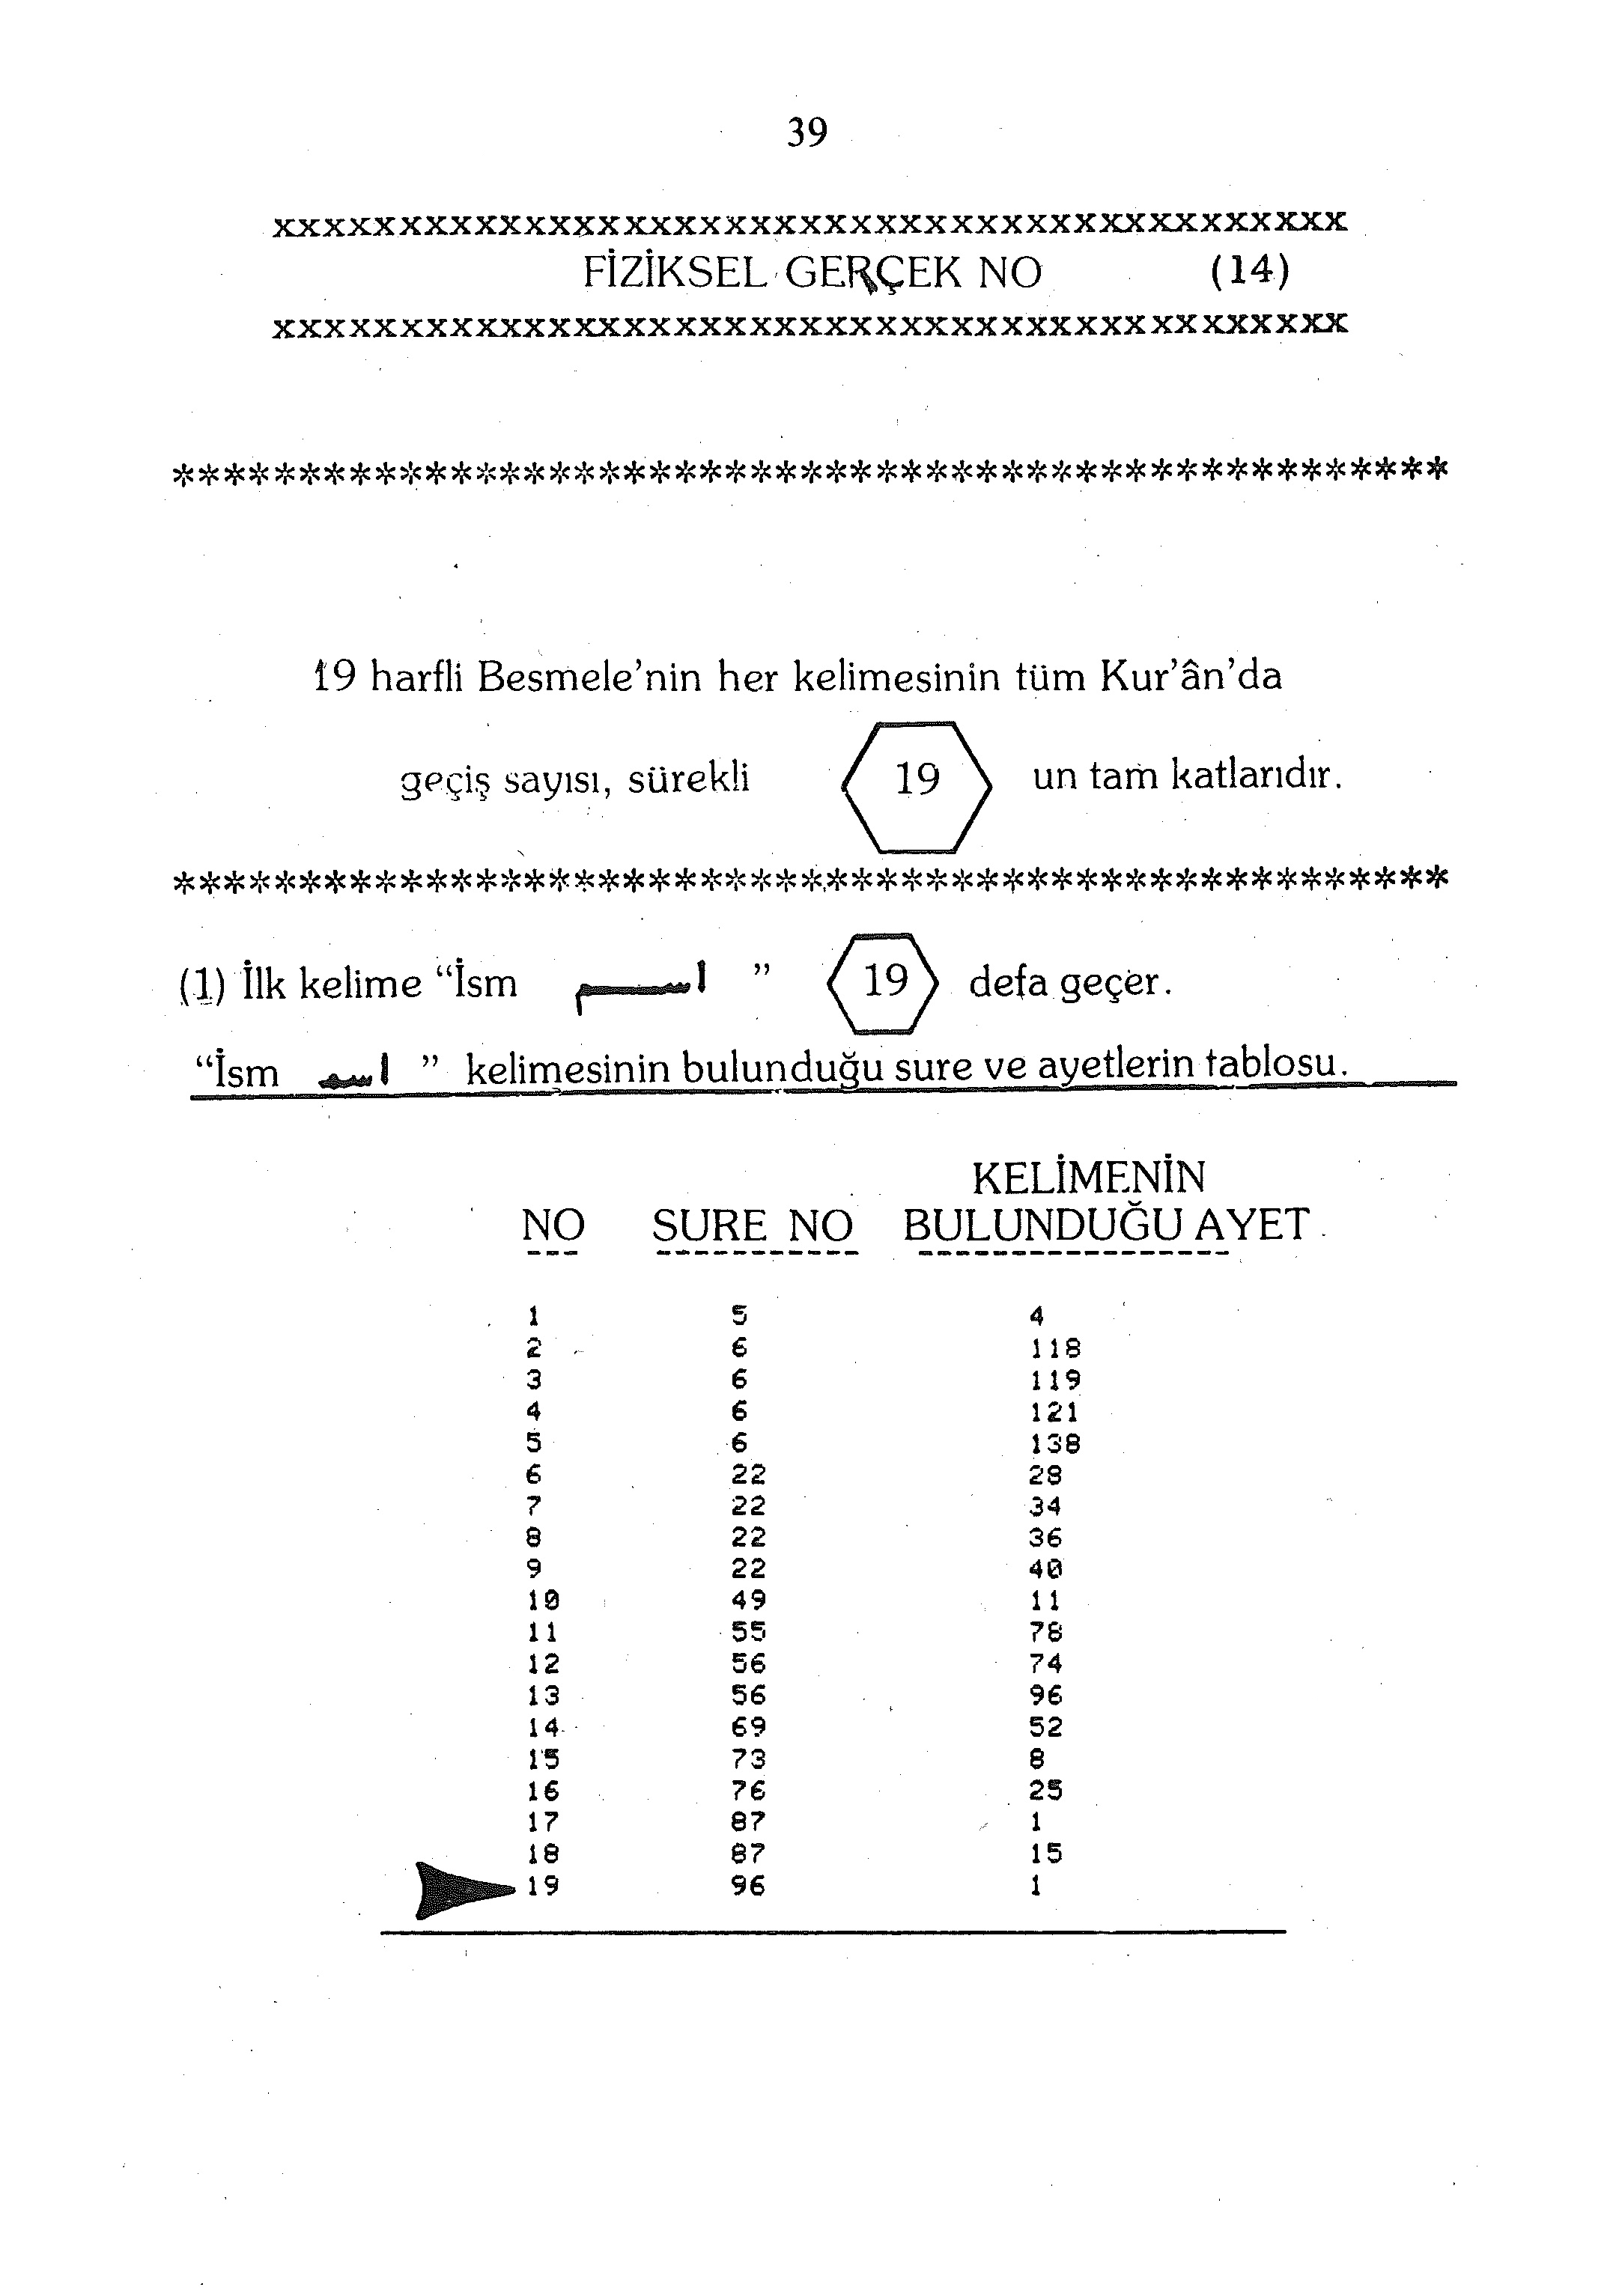 39
xxxxxxxxxxxxxxxxxxxxxxxxxxxxxxxxxxxxxxxxxxx
FİZİKSEL GERÇEK NO (14)
xxxxxxxxxxxxxxxxxxxxxxxxxxxxxxxxxxxxxxxxxxx
***************************************************
19 harfli Besmele'nin her kelimesinin tüm Kur'ân'da
geçiş sayısı, sürekli 19 un tam katlarıdır.
***************************************************
(1) İlk kelime “İsm اسم ” 19 defa geçer.
“İsm اسم ” kelimesinin bulunduğu sure ve ayetlerin tablosu.
KELİMENİN
NO SURE NO BULUNDUĞU AYET
1 5 4
2 6 118
3 6 119
4 6 121
5 6 138
6 22 28
7 22 34
8 22 36
9 22 40
10 49 11
11 55 78
12 56 74
13 56 96
14 69 52
15 73 8
16 76 25
17 87 1
18 87 15
19 96 1